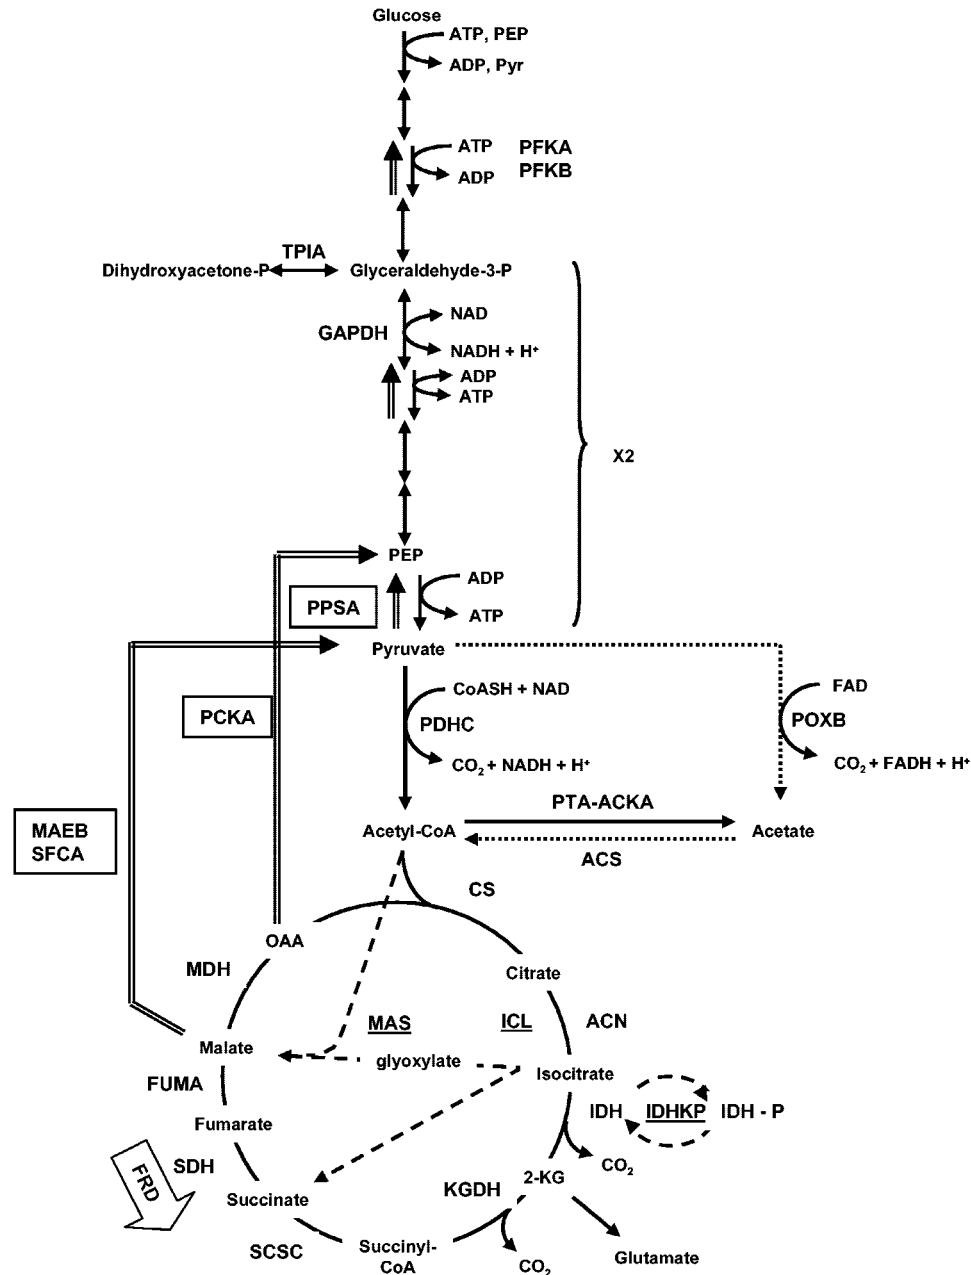 Glucose
ATP, PEP
ADP, Pyr
ATP
PFKA
ADP
PFKB
TPIA
Dihydroxyacetone-P
Glyceraldehyde-3-P
NAD
GAPDH
NADH + H+
ADP
ATP
X2
PEP
ADP
PPSA
ATP
Pyruvate
CoASH + NAD
FAD
PCKA
PDHC
POXB
CO2 + NADH + H+
CO2 + FADH + H+
PTA-ACKA
MAEB
SFCA
Acetyl-CoA
Acetate
ACS
CS
OAA
MDH
Citrate
MAS
ICL
ACN
Malate
glyoxylate
Isocitrate
FUMA
IDH
IDHKP
IDH - P
Fumarate
CO2
SDH
FRD
2-KG
KGDH
Succinate
SCSC
Succinyl-
CoA
CO2
Glutamate